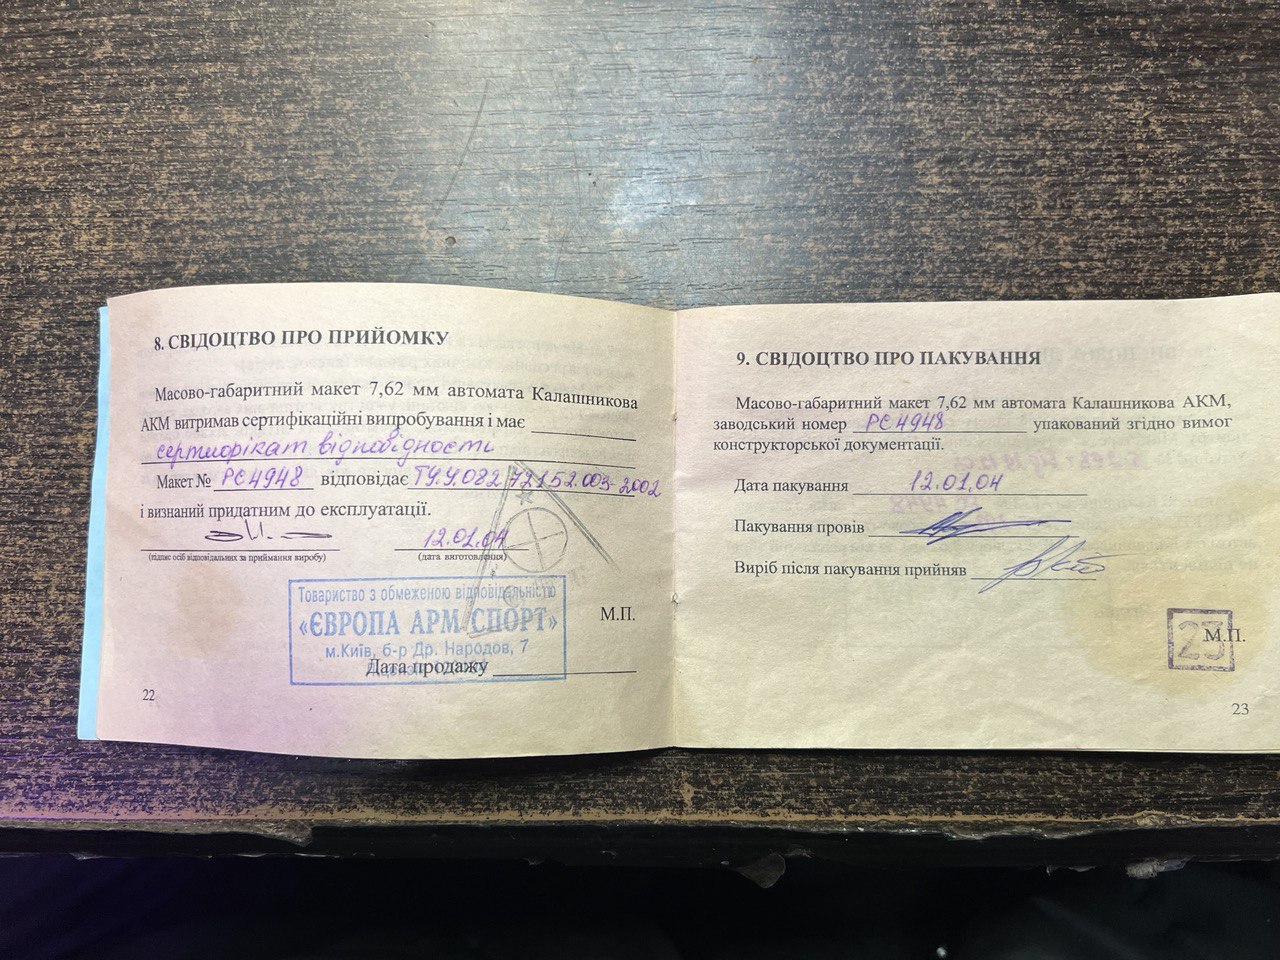 8. СВІДОЦТВО ПРО ПРИЙОМКУ
Масово-габаритний макет 7,62 мм автомата Калашникова
АКМ витримав сертифікаційні випробування і має
сертифікат відповідності
Макет № РС4948 відповідає ТУ.У.08272152.003-2002
і визнаний придатним до експлуатації.
12.01.04
(підпис осіб відповідальних за приймання виробу) (дата виготовлення)
Товариство з обмеженою відповідальністю
«ЄВРОПА АРМ СПОРТ»
М.П.
м.Київ, б-р Др. Народов, 7
Дата продажу
22
9. СВІДОЦТВО ПРО ПАКУВАННЯ
Масово-габаритний макет 7,62 мм автомата Калашникова АКМ,
заводський номер РС4948 упакований згідно вимог
конструкторської документації.
Дата пакування 12.01.04
Пакування провів
Виріб після пакування прийняв
23
М.П.
23